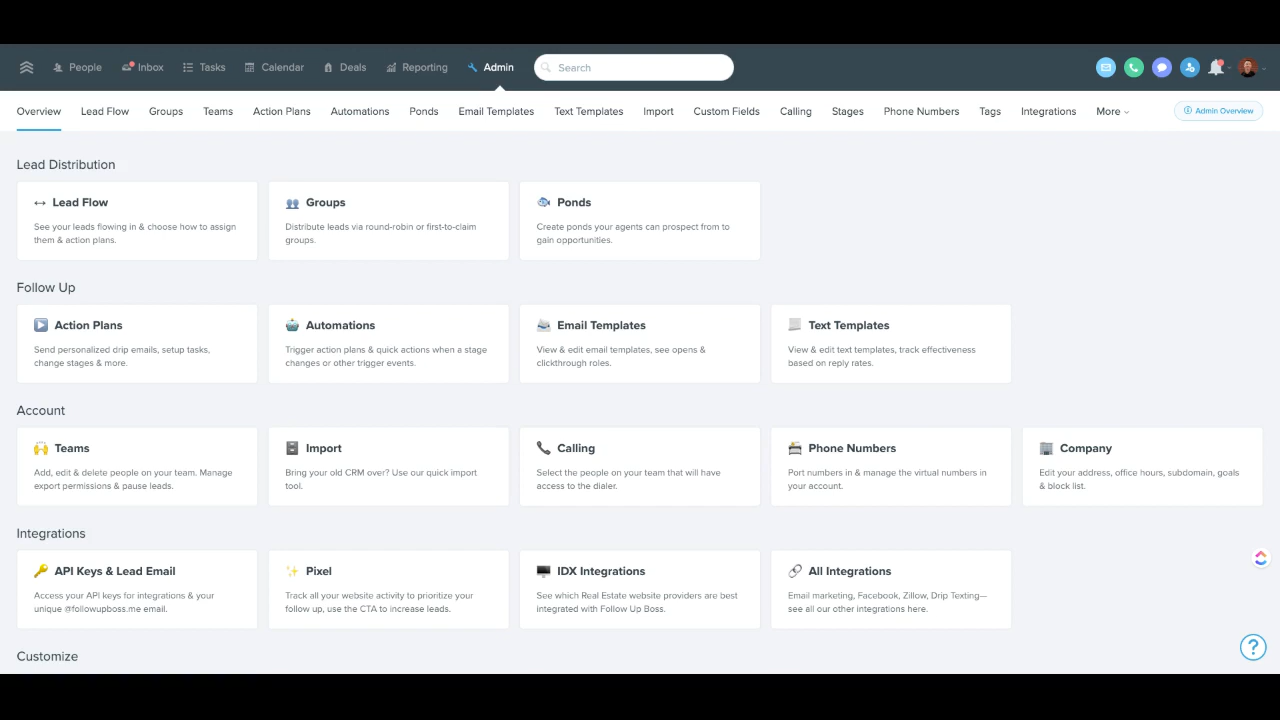 People Inbox Tasks Calendar Deals Reporting Admin Search
Overview Lead Flow Groups Teams Action Plans Automations Ponds Email Templates Text Templates Import Custom Fields Calling Stages Phone Numbers Tags Integrations More Admin Overview
Lead Distribution
Lead Flow
See your leads flowing in & choose how to assign
them & action plans.
Groups
Distribute leads via round-robin or first-to-claim
groups.
Ponds
Create ponds your agents can prospect from to
gain opportunities.
Follow Up
Action Plans
Send personalized drip emails, setup tasks,
change stages & more.
Automations
Trigger action plans & quick actions when a stage
changes or other trigger events.
Email Templates
View & edit email templates, see opens &
clickthrough roles.
Text Templates
View & edit text templates, track effectiveness
based on reply rates.
Account
Teams
Add, edit & delete people on your team. Manage
export permissions & pause leads.
Import
Bring your old CRM over? Use our quick import
tool.
Calling
Select the people on your team that will have
access to the dialer.
Phone Numbers
Port numbers in & manage the virtual numbers in
your account.
Company
Edit your address, office hours, subdomain, goals
& block list.
Integrations
API Keys & Lead Email
Access your API keys for integrations & your
unique @followupboss.me email.
Pixel
Track all your website activity to prioritize your
follow up, use the CTA to increase leads.
IDX Integrations
See which Real Estate website providers are best
integrated with Follow Up Boss.
All Integrations
Email marketing, Facebook, Zillow, Drip Texting—
see all our other integrations here.
Customize
?